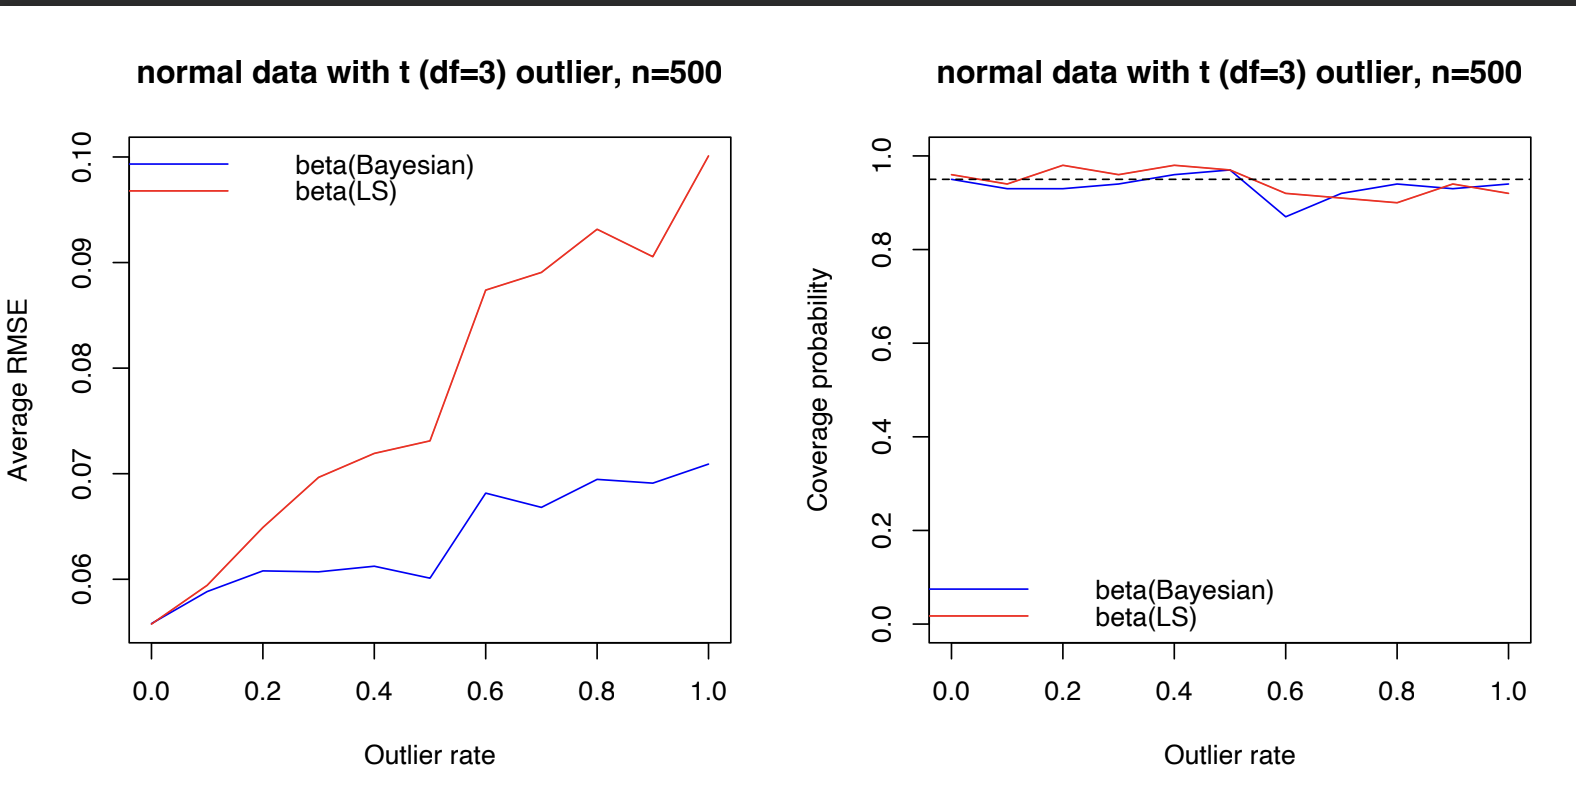 normal data with t (df=3) outlier, n=500
beta(Bayesian)
beta(LS)
Average RMSE
0.10
0.09
0.08
0.07
0.06
0.0 0.2 0.4 0.6 0.8 1.0
Outlier rate
normal data with t (df=3) outlier, n=500
Coverage probability
1.0
0.8
0.6
0.4
0.2
0.0
beta(Bayesian)
beta(LS)
0.0 0.2 0.4 0.6 0.8 1.0
Outlier rate